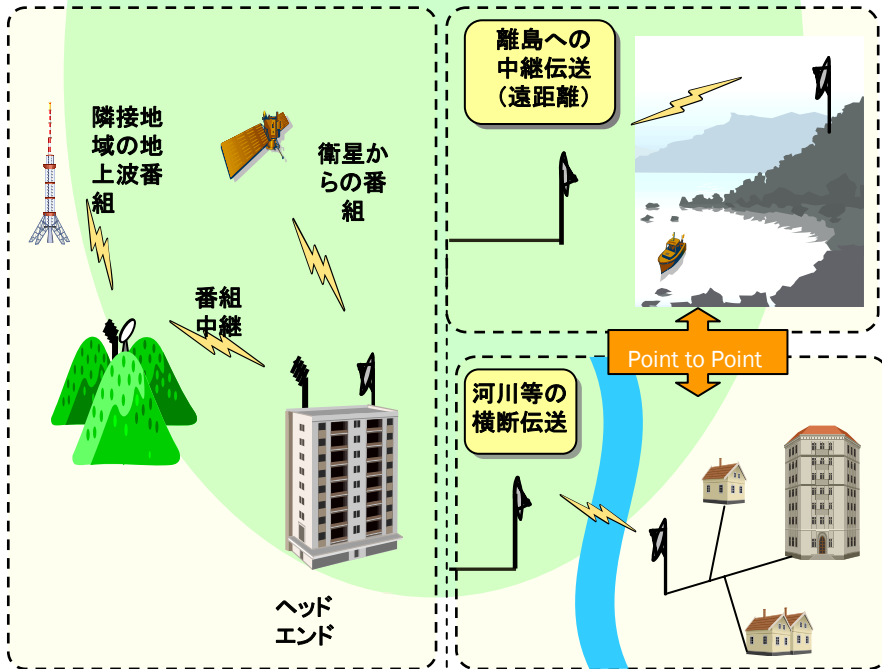 隣接地
域の地
上波番
組
衛星か
らの番
組
番組
中継
ヘッド
エンド
離島への
中継伝送
（遠距離）
Point to Point
河川等の
横断伝送